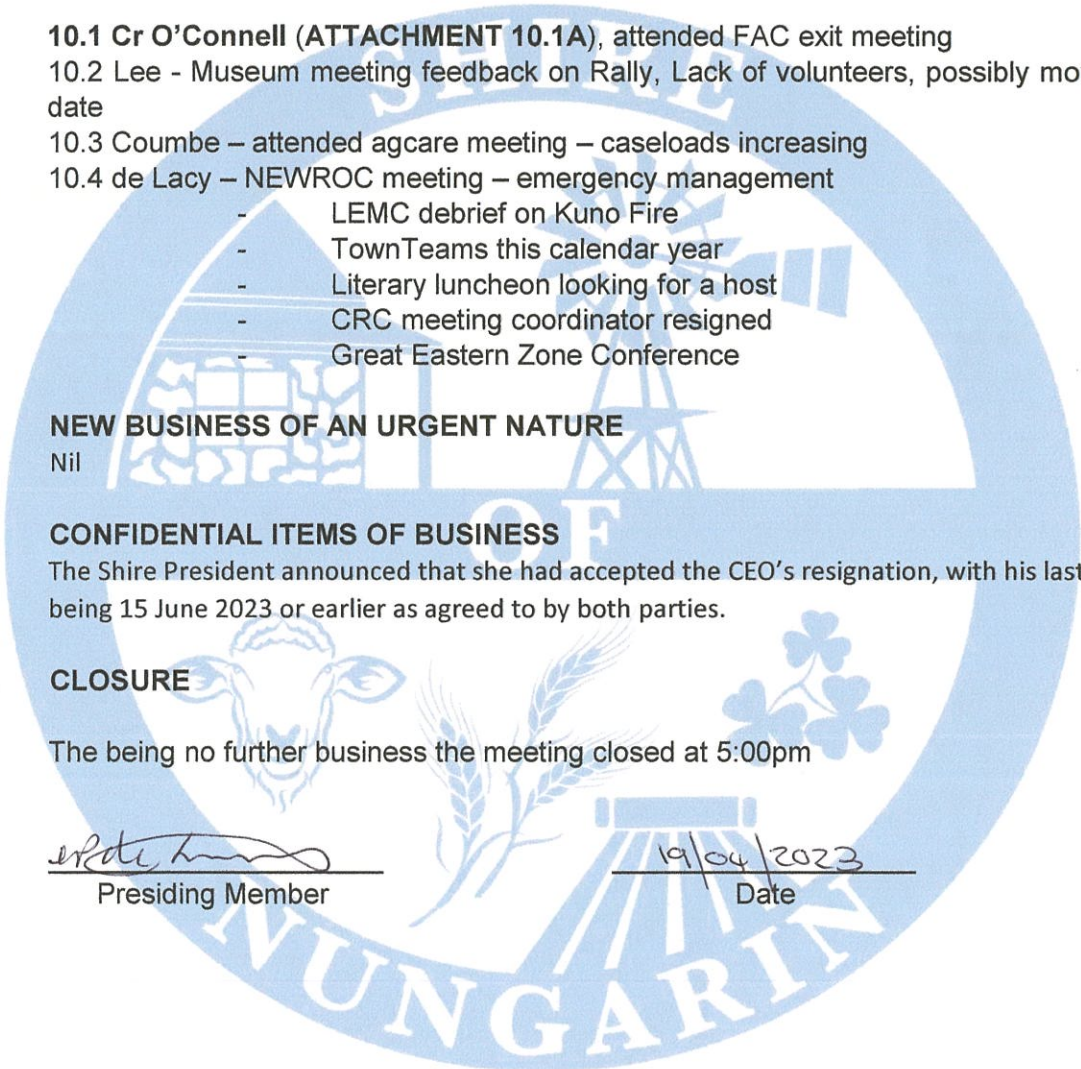 10.1 Cr O'Connell (ATTACHMENT 10.1A), attended FAC exit meeting
10.2 Lee - Museum meeting feedback on Rally, Lack of volunteers, possibly mo
date
10.3 Coumbe – attended agcare meeting – caseloads increasing
10.4 de Lacy – NEWROC meeting – emergency management
- LEMC debrief on Kuno Fire
- TownTeams this calendar year
- Literary luncheon looking for a host
- CRC meeting coordinator resigned
- Great Eastern Zone Conference
NEW BUSINESS OF AN URGENT NATURE
Nil
CONFIDENTIAL ITEMS OF BUSINESS
The Shire President announced that she had accepted the CEO's resignation, with his last
being 15 June 2023 or earlier as agreed to by both parties.
CLOSURE
The being no further business the meeting closed at 5:00pm
19/04/2023
Presiding Member
Date
SHIRE
OF
NUNGARIN